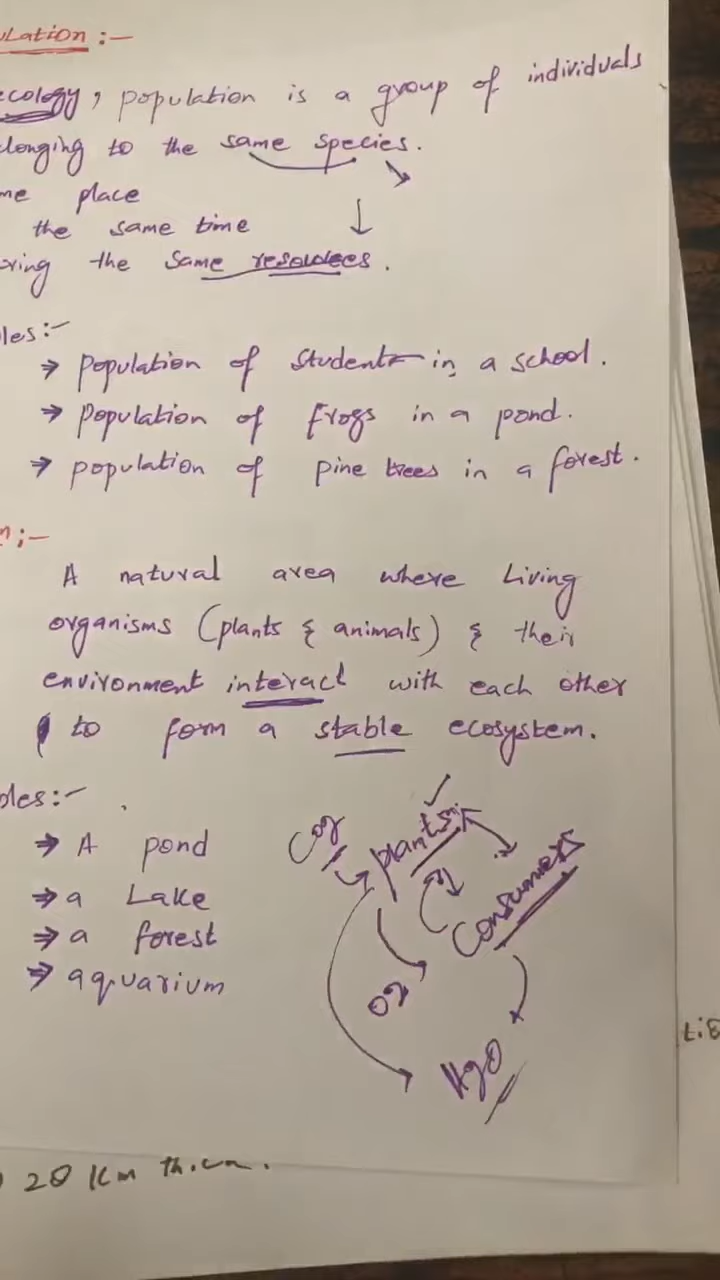 ulation :-
ecology, population is a group of individuals
longing to the same species.
me place
the same time
aring the same resources.
les:-
⇒ population of students in a school.
⇒ population of frogs in a pond.
⇒ population of pine trees in a forest.
m:-
A natural area where Living
organisms (plants & animals) & their
environment interact with each other
to form a stable ecosystem.
ples:-
⇒ A pond
⇒ a Lake
⇒ a forest
⇒ aquarium
CO2 plants
Consumers
O2
H2O
20 Km thick.